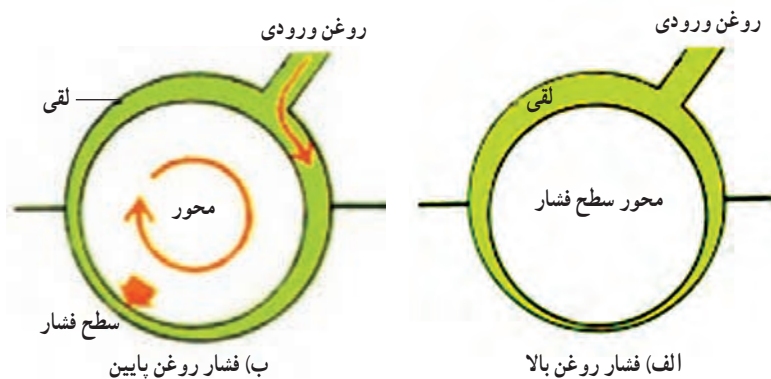 روغن ورودی
لقی
محور سطح فشار
الف) فشار روغن بالا
روغن ورودی
لقی
محور
سطح فشار
ب) فشار روغن پایین